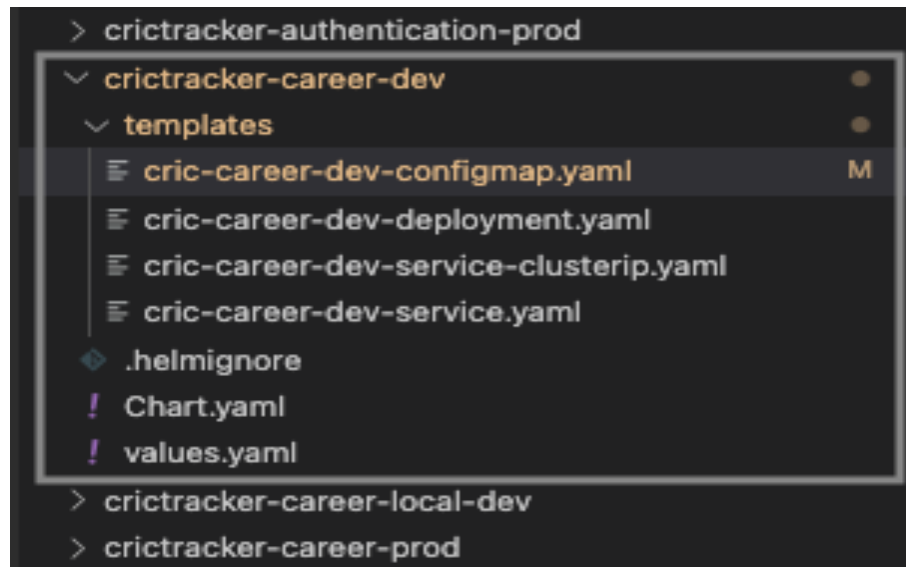 crictracker-authentication-prod
crictracker-career-dev
templates
cric-career-dev-configmap.yaml M
cric-career-dev-deployment.yaml
cric-career-dev-service-clusterip.yaml
cric-career-dev-service.yaml
.helmignore
! Chart.yaml
! values.yaml
crictracker-career-local-dev
crictracker-career-prod